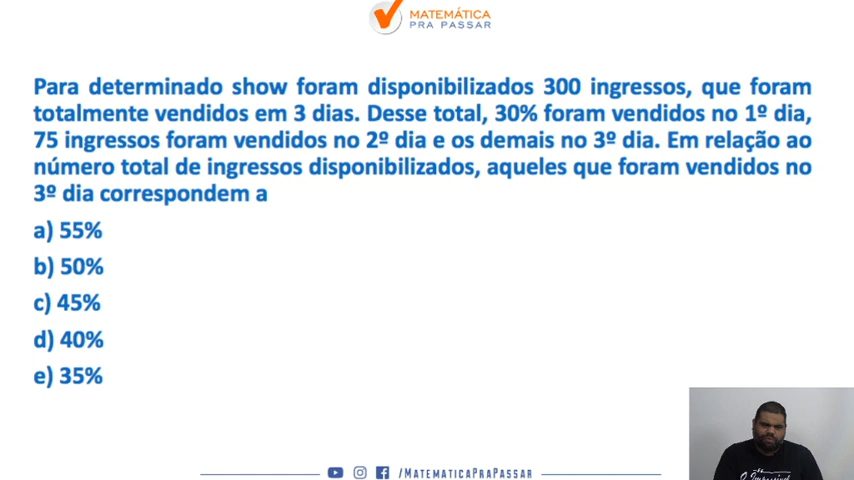 MATEMÁTICA
PRA PASSAR
Para determinado show foram disponibilizados 300 ingressos, que foram
totalmente vendidos em 3 dias. Desse total, 30% foram vendidos no 1º dia,
75 ingressos foram vendidos no 2º dia e os demais no 3º dia. Em relação ao
número total de ingressos disponibilizados, aqueles que foram vendidos no
3º dia correspondem a
a) 55%
b) 50%
c) 45%
d) 40%
e) 35%
/MATEMATICAPRAPASSAR